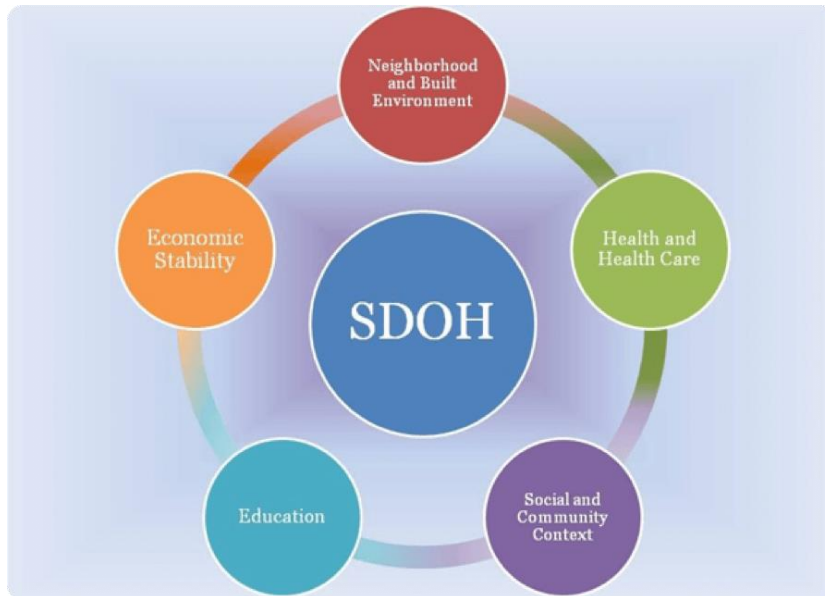 Neighborhood
and Built
Environment
Economic
Stability
Health and
Health Care
SDOH
Education
Social and
Community
Context